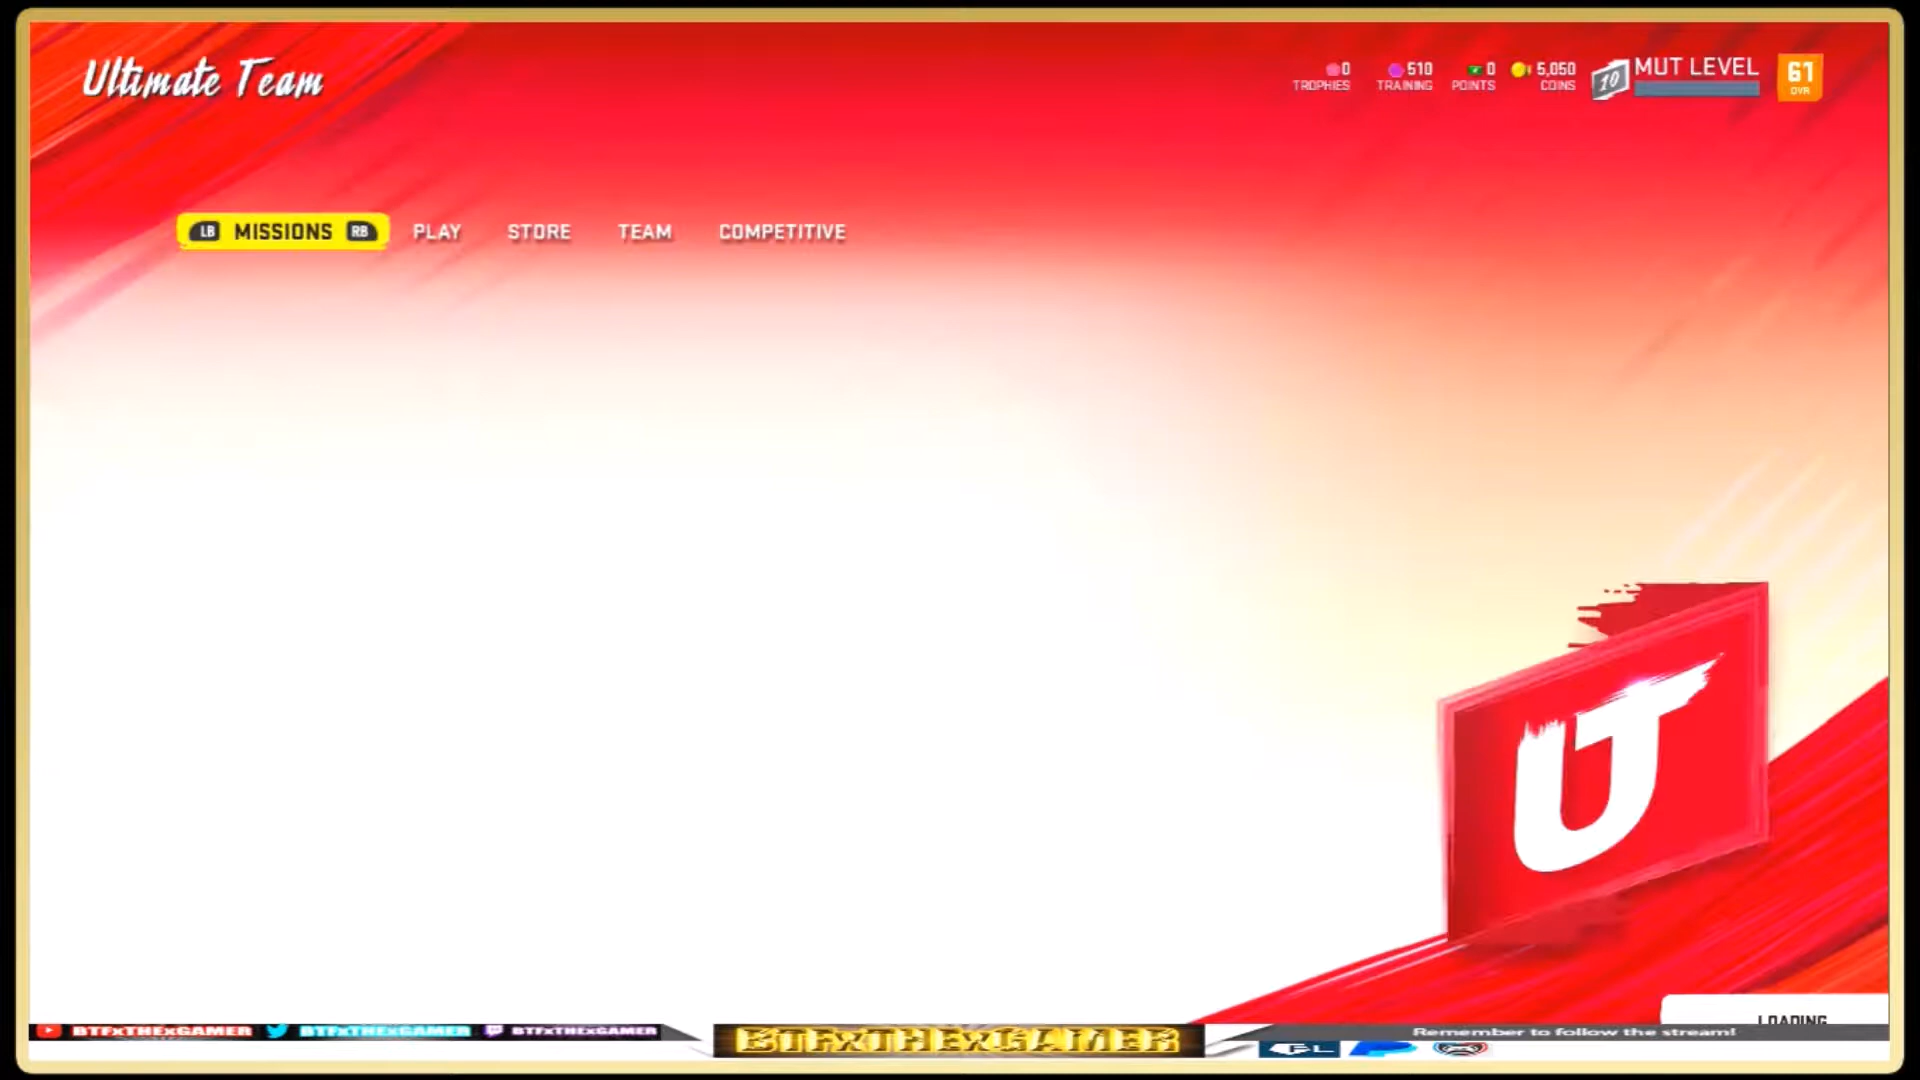 Ultimate Team
0 TROPHIES
510 TRAINING
0 POINTS
5,050 COINS
10 MUT LEVEL
61 OVR
LB MISSIONS RB PLAY STORE TEAM COMPETITIVE
UT
LOADING
BTFxTHExGAMER BTFxTHExGAMER BTFxTHExGAMER
BTFxTHExGAMER
Remember to follow the stream!